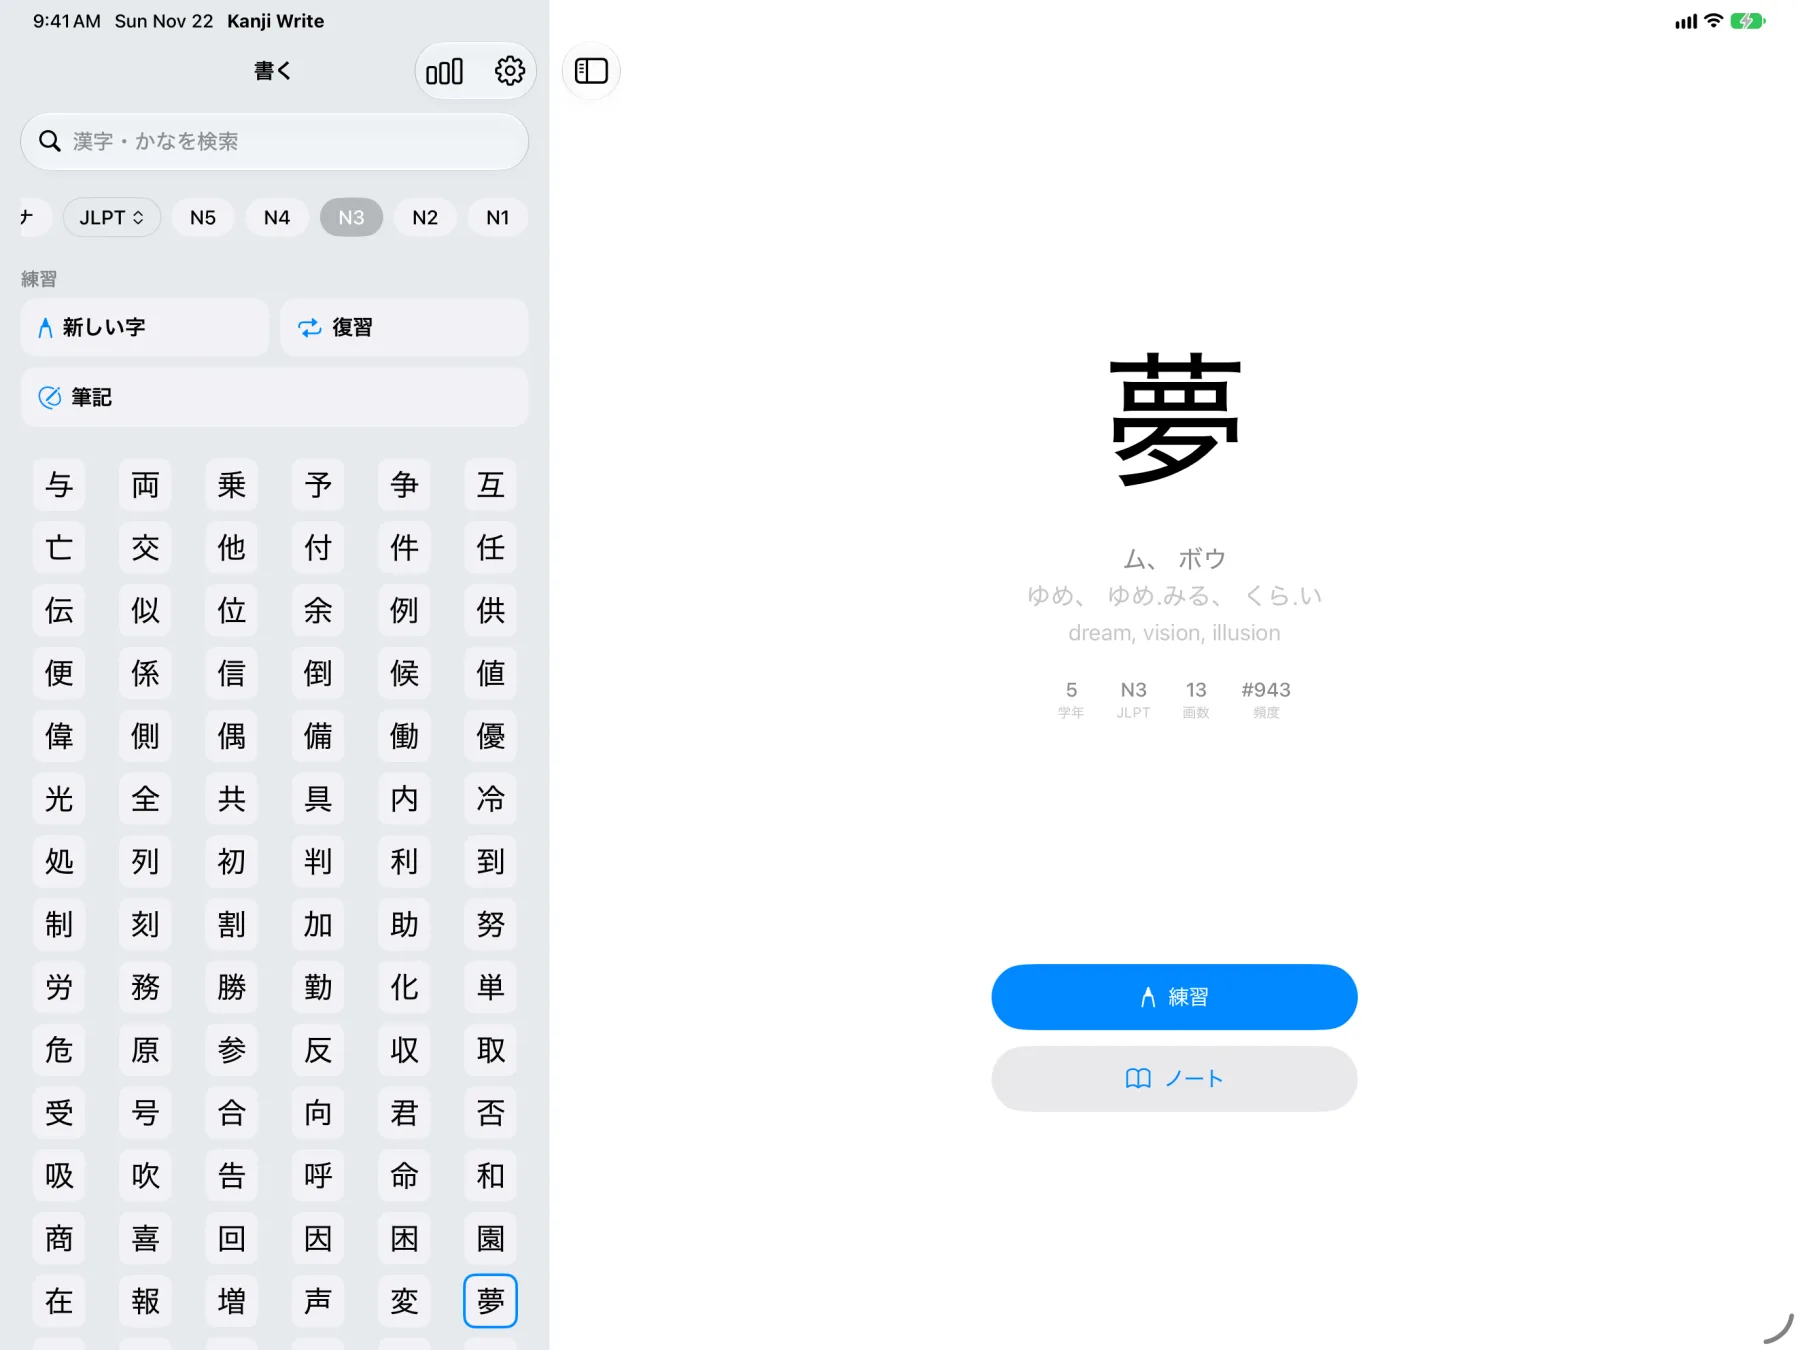 9:41 AM Sun Nov 22 Kanji Write
書く
漢字・かなを検索
ナ JLPT N5 N4 N3 N2 N1
練習
新しい字 復習
筆記
与 両 乗 予 争 互
亡 交 他 付 件 任
伝 似 位 余 例 供
便 係 信 倒 候 値
偉 側 偶 備 働 優
光 全 共 具 内 冷
処 列 初 判 利 到
制 刻 割 加 助 努
労 務 勝 勤 化 単
危 原 参 反 収 取
受 号 合 向 君 否
吸 吹 告 呼 命 和
商 喜 回 因 困 園
在 報 増 声 変 夢
夢
ム、 ボウ
ゆめ、 ゆめ.みる、 くら.い
dream, vision, illusion
5 N3 13 #943
学年 JLPT 画数 頻度
練習
ノート